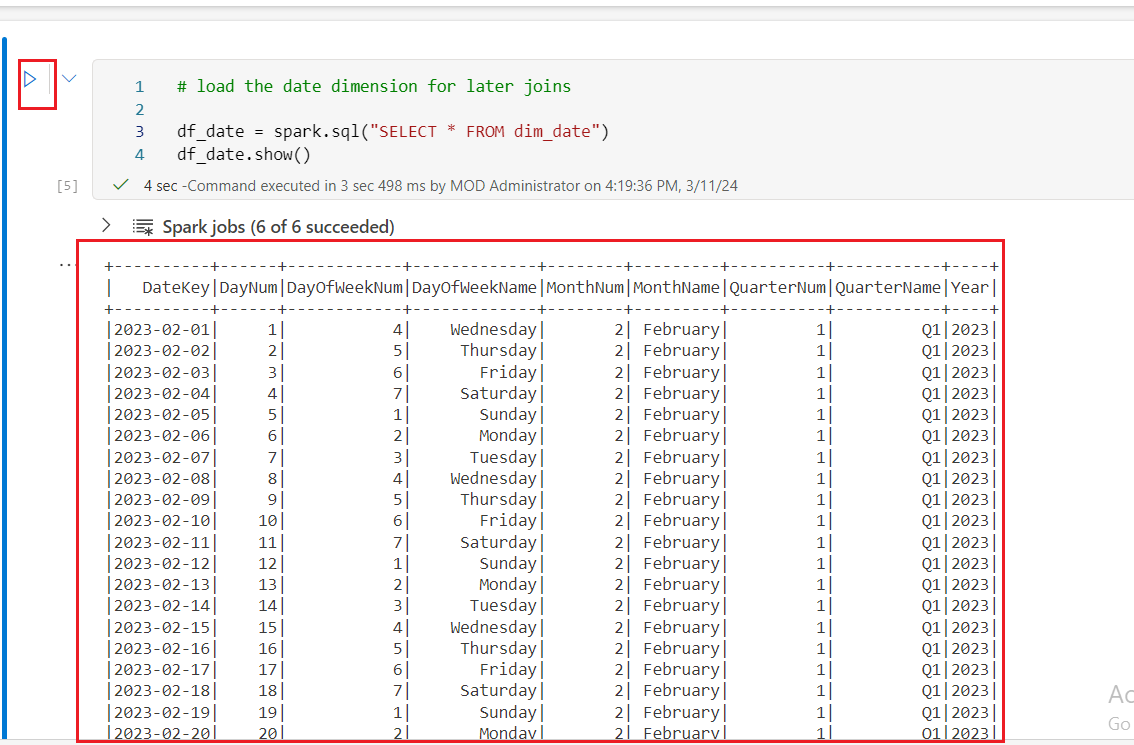 1 # load the date dimension for later joins
2
3 df_date = spark.sql("SELECT * FROM dim_date")
4 df_date.show()
[5] 4 sec -Command executed in 3 sec 498 ms by MOD Administrator on 4:19:36 PM, 3/11/24
Spark jobs (6 of 6 succeeded)
...
+----------+------+------------+-------------+--------+---------+----------+-----------+----+
|   DateKey|DayNum|DayOfWeekNum|DayOfWeekName|MonthNum|MonthName|QuarterNum|QuarterName|Year|
+----------+------+------------+-------------+--------+---------+----------+-----------+----+
|2023-02-01|     1|           4|    Wednesday|       2| February|         1|         Q1|2023|
|2023-02-02|     2|           5|     Thursday|       2| February|         1|         Q1|2023|
|2023-02-03|     3|           6|       Friday|       2| February|         1|         Q1|2023|
|2023-02-04|     4|           7|     Saturday|       2| February|         1|         Q1|2023|
|2023-02-05|     5|           1|       Sunday|       2| February|         1|         Q1|2023|
|2023-02-06|     6|           2|       Monday|       2| February|         1|         Q1|2023|
|2023-02-07|     7|           3|      Tuesday|       2| February|         1|         Q1|2023|
|2023-02-08|     8|           4|    Wednesday|       2| February|         1|         Q1|2023|
|2023-02-09|     9|           5|     Thursday|       2| February|         1|         Q1|2023|
|2023-02-10|    10|           6|       Friday|       2| February|         1|         Q1|2023|
|2023-02-11|    11|           7|     Saturday|       2| February|         1|         Q1|2023|
|2023-02-12|    12|           1|       Sunday|       2| February|         1|         Q1|2023|
|2023-02-13|    13|           2|       Monday|       2| February|         1|         Q1|2023|
|2023-02-14|    14|           3|      Tuesday|       2| February|         1|         Q1|2023|
|2023-02-15|    15|           4|    Wednesday|       2| February|         1|         Q1|2023|
|2023-02-16|    16|           5|     Thursday|       2| February|         1|         Q1|2023|
|2023-02-17|    17|           6|       Friday|       2| February|         1|         Q1|2023|
|2023-02-18|    18|           7|     Saturday|       2| February|         1|         Q1|2023|
|2023-02-19|    19|           1|       Sunday|       2| February|         1|         Q1|2023|
|2023-02-20|    20|           2|       Monday|       2| February|         1|         Q1|2023|
Go